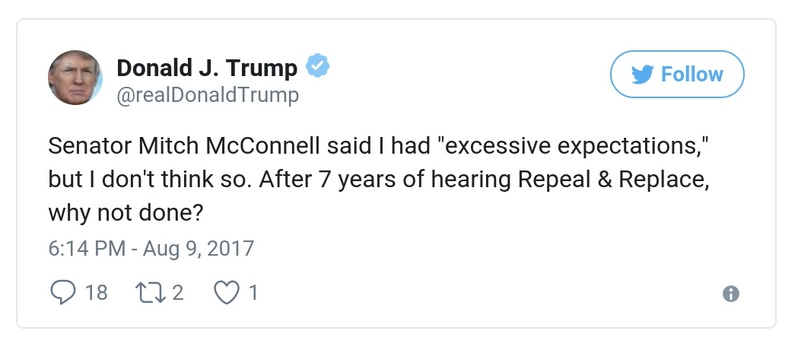 Donald J. Trump
@realDonaldTrump
Follow
Senator Mitch McConnell said I had "excessive expectations,"
but I don't think so. After 7 years of hearing Repeal & Replace,
why not done?
6:14 PM - Aug 9, 2017
18 2 1